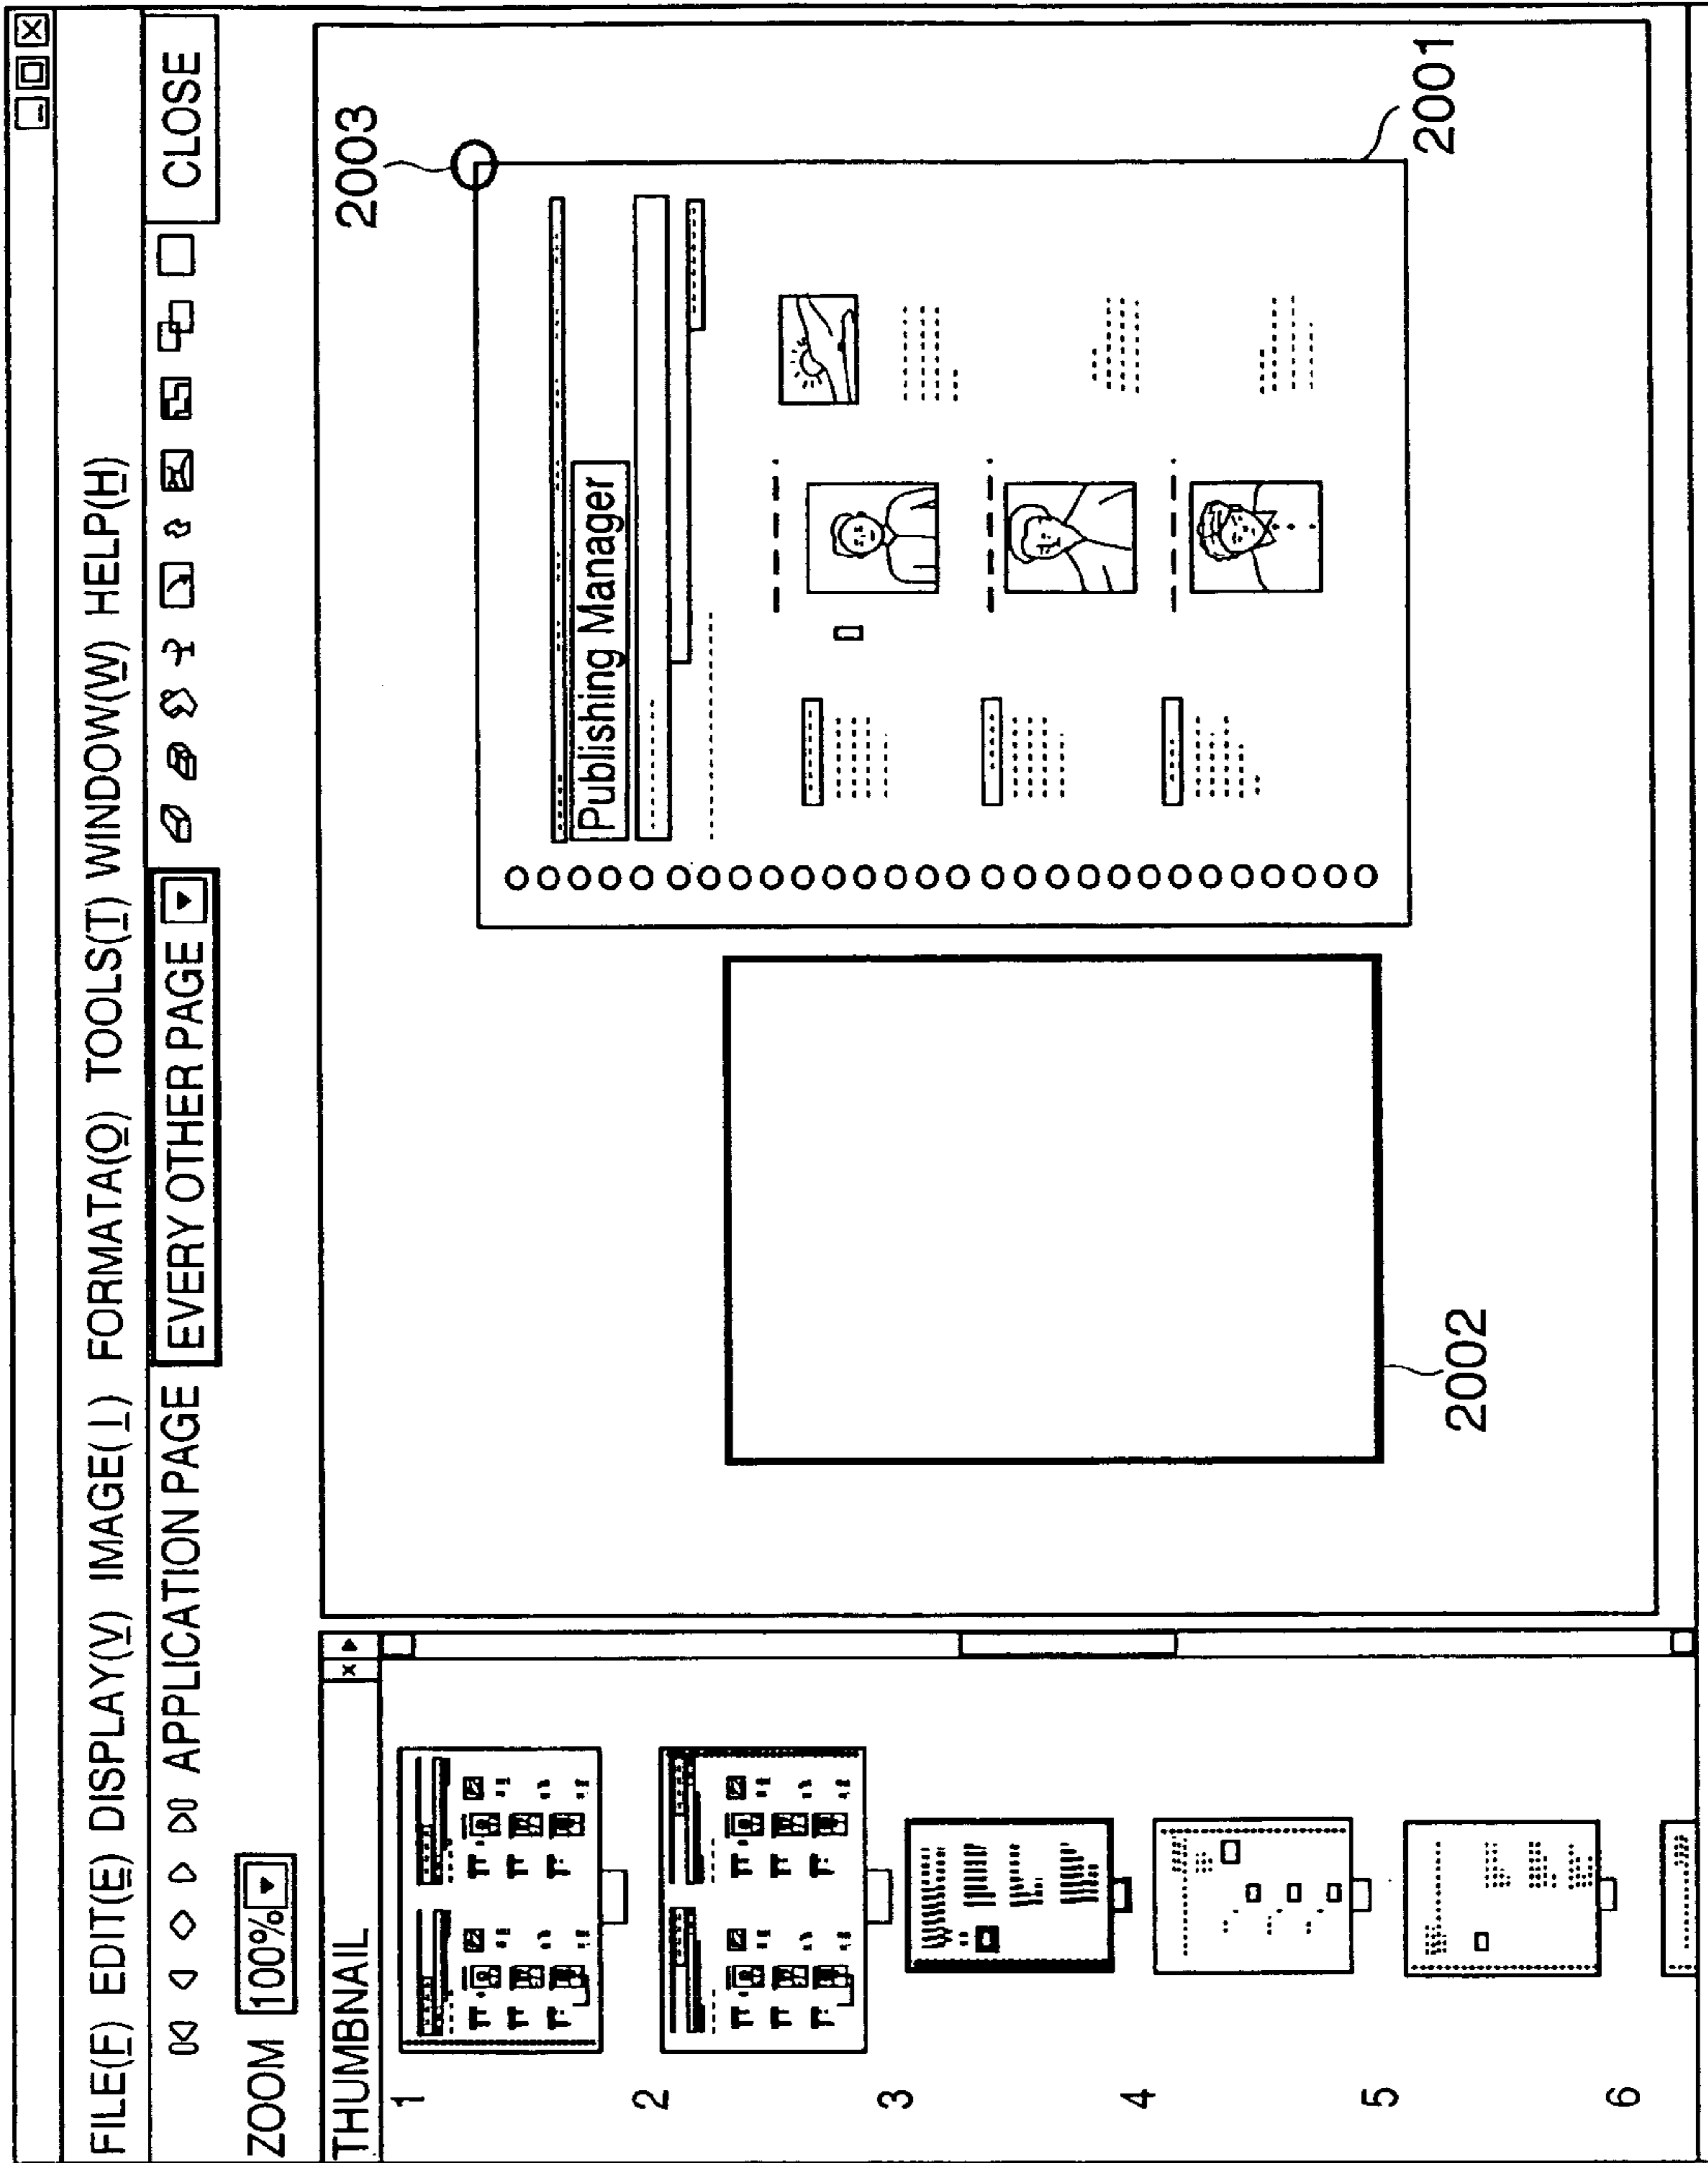 FILE(F) EDIT(E) DISPLAY(V) IMAGE(I) FORMATA(O) TOOLS(T) WINDOW(W) HELP(H)
APPLICATION PAGE EVERY OTHER PAGE CLOSE
ZOOM 100%
THUMBNAIL
1
2
3
4
5
6
2003
Publishing Manager
2001
2002